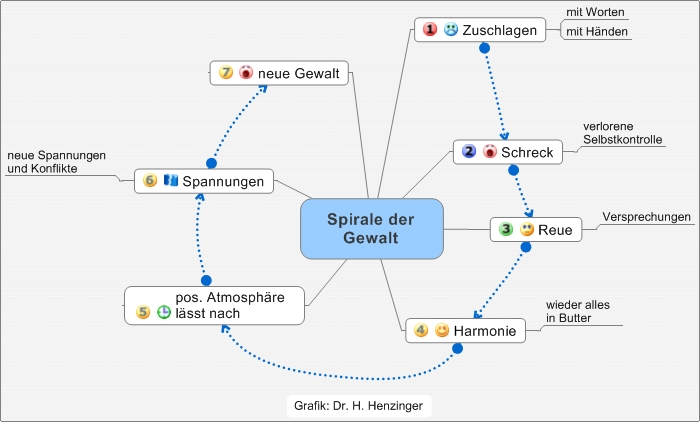 Spirale der
Gewalt
1 Zuschlagen
mit Worten
mit Händen
2 Schreck
verlorene
Selbstkontrolle
3 Reue
Versprechungen
4 Harmonie
wieder alles
in Butter
pos. Atmosphäre
5 lässt nach
6 Spannungen
neue Spannungen
und Konflikte
7 neue Gewalt
Grafik: Dr. H. Henzinger